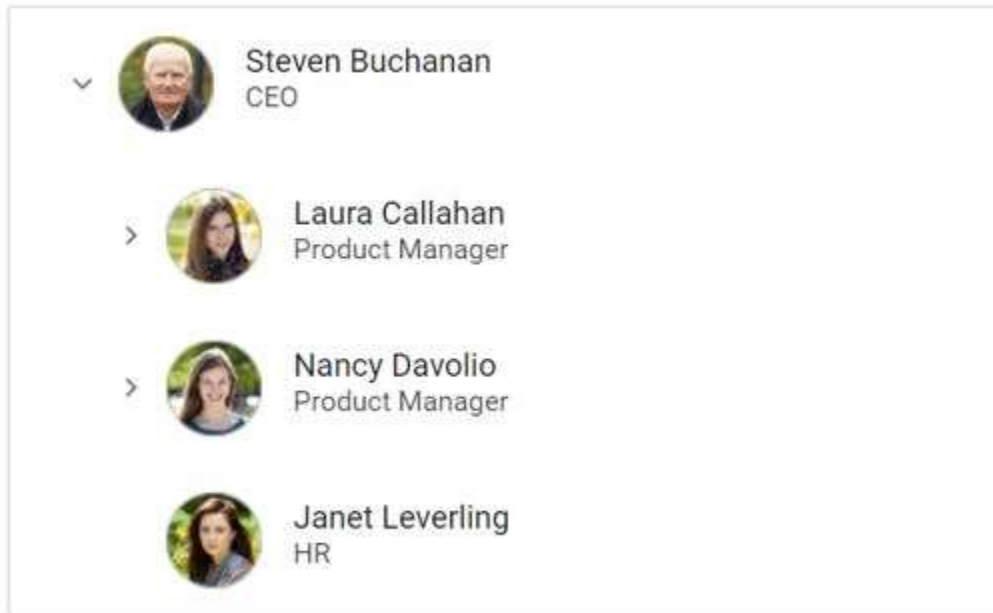 Steven Buchanan
CEO
Laura Callahan
Product Manager
Nancy Davolio
Product Manager
Janet Leverling
HR